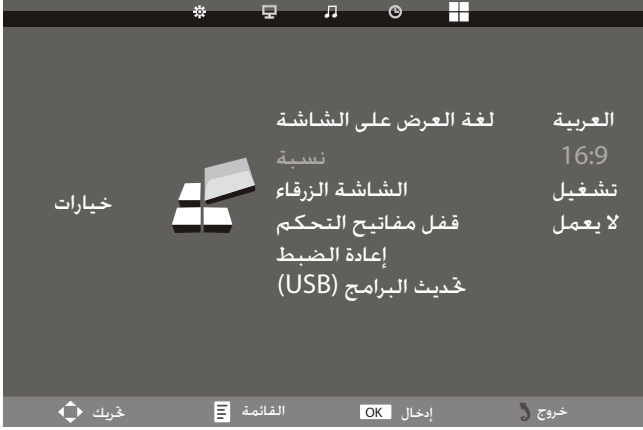 لغة العرض على الشاشة العربية
نسبة 16:9
الشاشة الزرقاء تشغيل
خيارات
قفل مفاتيح التحكم لا يعمل
إعادة الضبط
تحديث البرامج (USB)
تحريك القائمة OK إدخال خروج